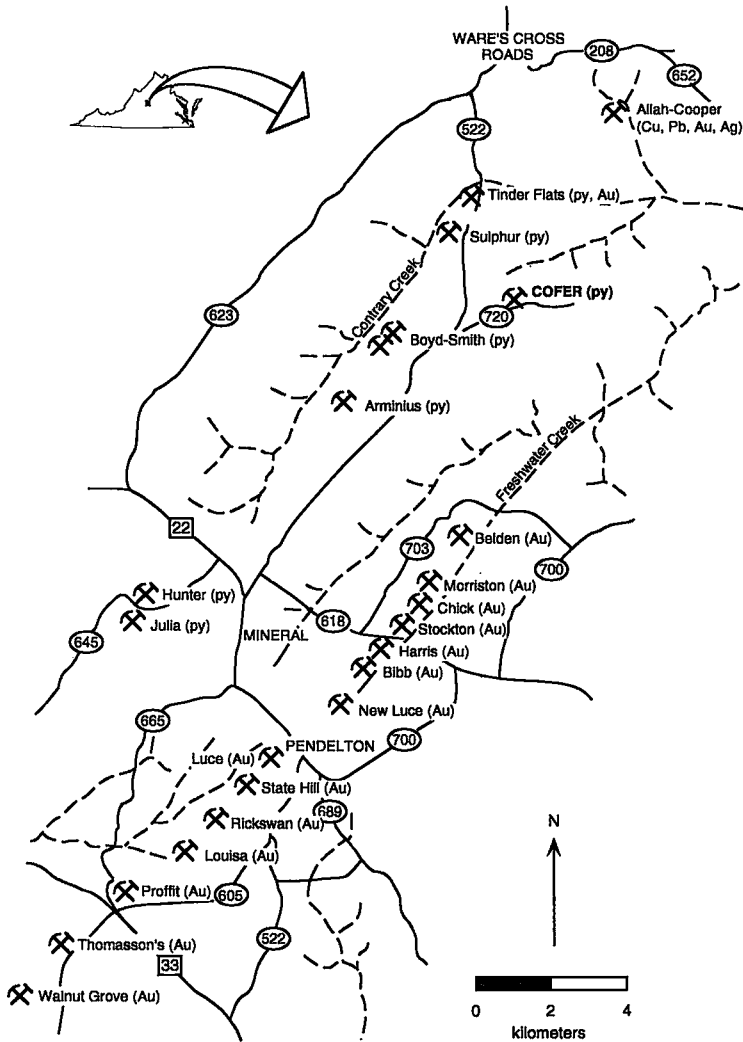 WARE'S CROSS
ROADS
208
652
Allah-Cooper
(Cu, Pb, Au, Ag)
522
Tinder Flats (py, Au)
Sulphur (py)
Contrary Creek
COFER (py)
720
623
Boyd-Smith (py)
Arminius (py)
Freshwater Creek
22
Belden (Au)
703
700
Morriston (Au)
Hunter (py)
Chick (Au)
Julia (py)
618
Stockton (Au)
MINERAL
645
Harris (Au)
Bibb (Au)
New Luce (Au)
665
PENDELTON
700
Luce (Au)
State Hill (Au)
689
Rickswan (Au)
N
Louisa (Au)
Proffit (Au)
605
522
Thomasson's (Au)
33
Walnut Grove (Au)
0 2 4
kilometers